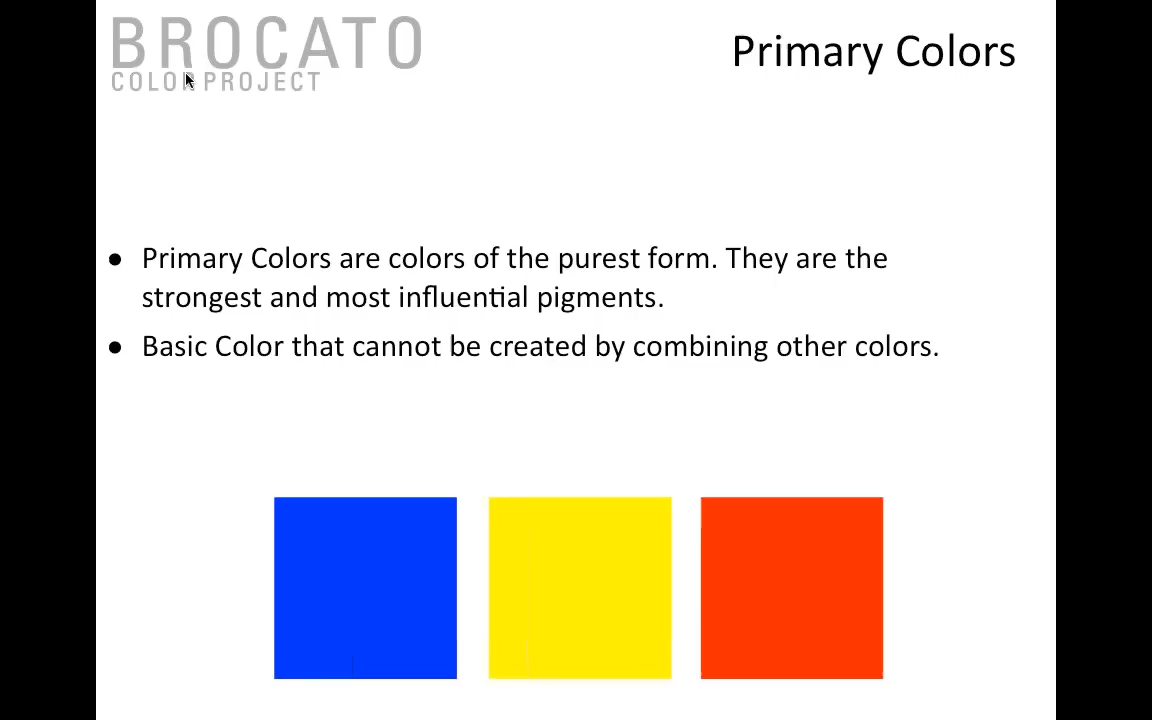 BROCATO
COLOR PROJECT
Primary Colors
● Primary Colors are colors of the purest form. They are the
strongest and most influential pigments.
● Basic Color that cannot be created by combining other colors.